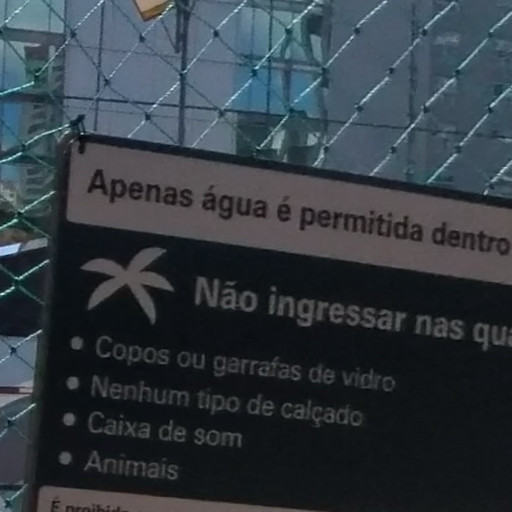 Apenas água é permitida dentro
Não ingressar nas qua
• Copos ou garrafas de vidro
• Nenhum tipo de calçado
• Caixa de som
• Animais
É